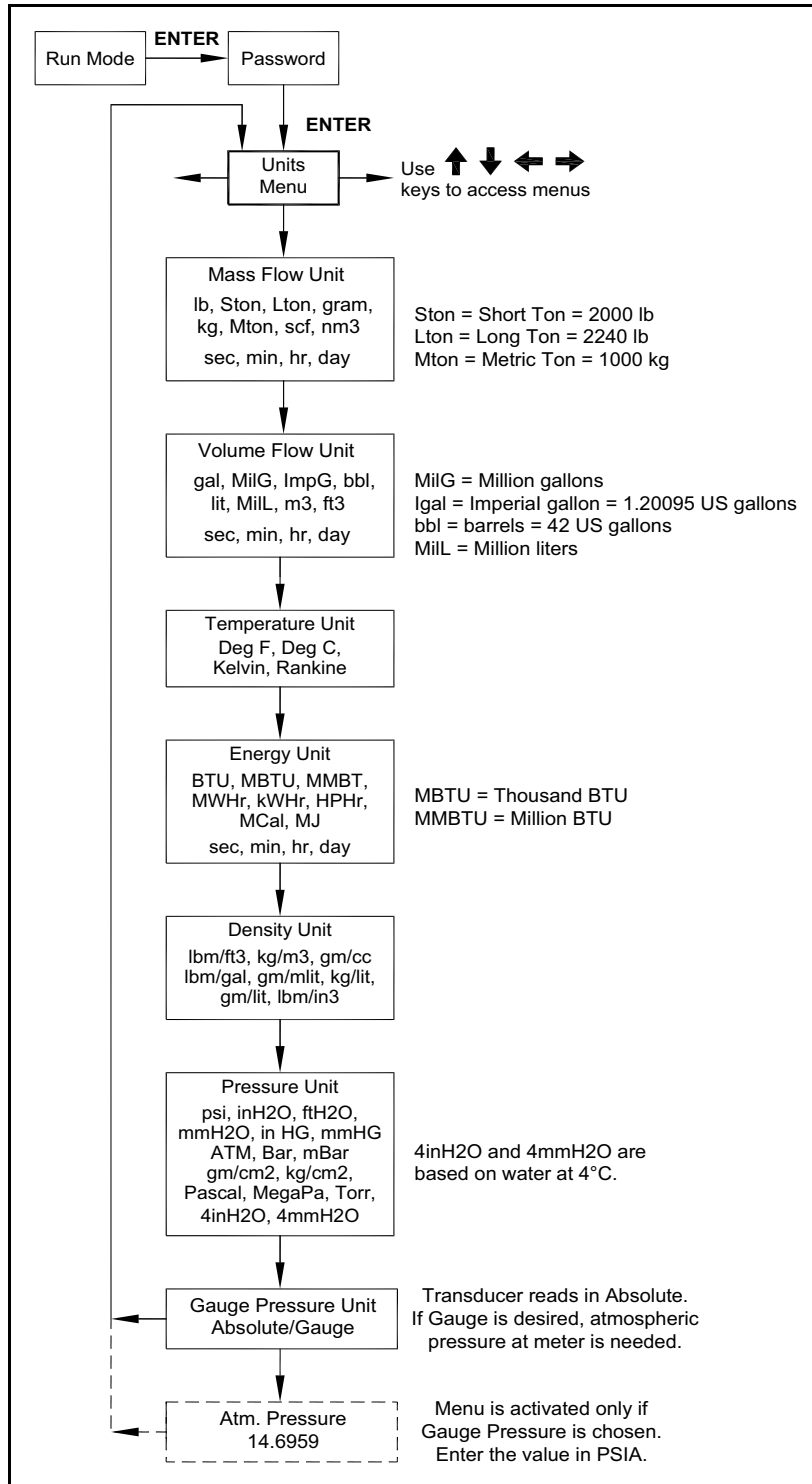 ENTER
Run Mode
Password
ENTER
Units
Menu
Use
keys to access menus
Mass Flow Unit
lb, Ston, Lton, gram,
kg, Mton, scf, nm3
sec, min, hr, day
Ston = Short Ton = 2000 lb
Lton = Long Ton = 2240 lb
Mton = Metric Ton = 1000 kg
Volume Flow Unit
gal, MilG, ImpG, bbl,
lit, MilL, m3, ft3
sec, min, hr, day
MilG = Million gallons
Igal = Imperial gallon = 1.20095 US gallons
bbl = barrels = 42 US gallons
MilL = Million liters
Temperature Unit
Deg F, Deg C,
Kelvin, Rankine
Energy Unit
BTU, MBTU, MMBT,
MWHr, kWHr, HPHr,
MCal, MJ
sec, min, hr, day
MBTU = Thousand BTU
MMBTU = Million BTU
Density Unit
lbm/ft3, kg/m3, gm/cc
lbm/gal, gm/mlit, kg/lit,
gm/lit, lbm/in3
Pressure Unit
psi, inH2O, ftH2O,
mmH2O, in HG, mmHG
ATM, Bar, mBar
gm/cm2, kg/cm2,
Pascal, MegaPa, Torr,
4inH2O, 4mmH2O
4inH2O and 4mmH2O are
based on water at 4°C.
Gauge Pressure Unit
Absolute/Gauge
Transducer reads in Absolute.
If Gauge is desired, atmospheric
pressure at meter is needed.
Atm. Pressure
14.6959
Menu is activated only if
Gauge Pressure is chosen.
Enter the value in PSIA.